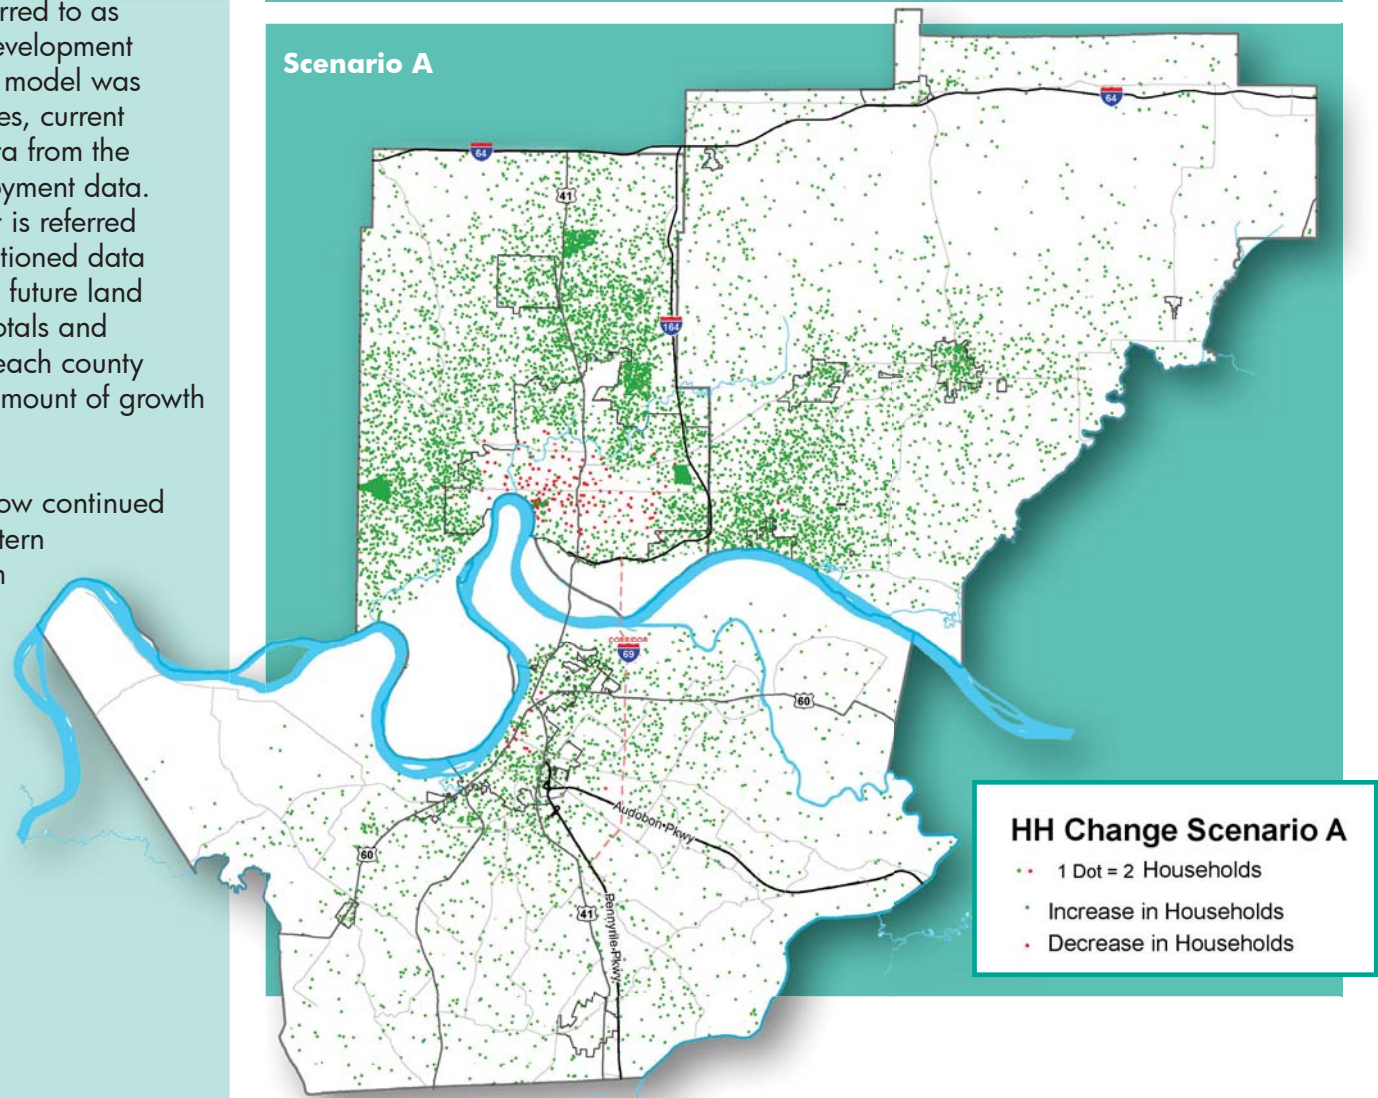 rred to as
evelopment
model was
es, current
ta from the
oyment data.
is referred
tioned data
future land
otals and
each county
mount of growth
ow continued
tern
n
Scenario A
64
64
41
164
CORRIDOR
69
60
Audobon Pkwy
60
41
Pennyrile Pkwy
HH Change Scenario A
1 Dot = 2 Households
Increase in Households
Decrease in Households